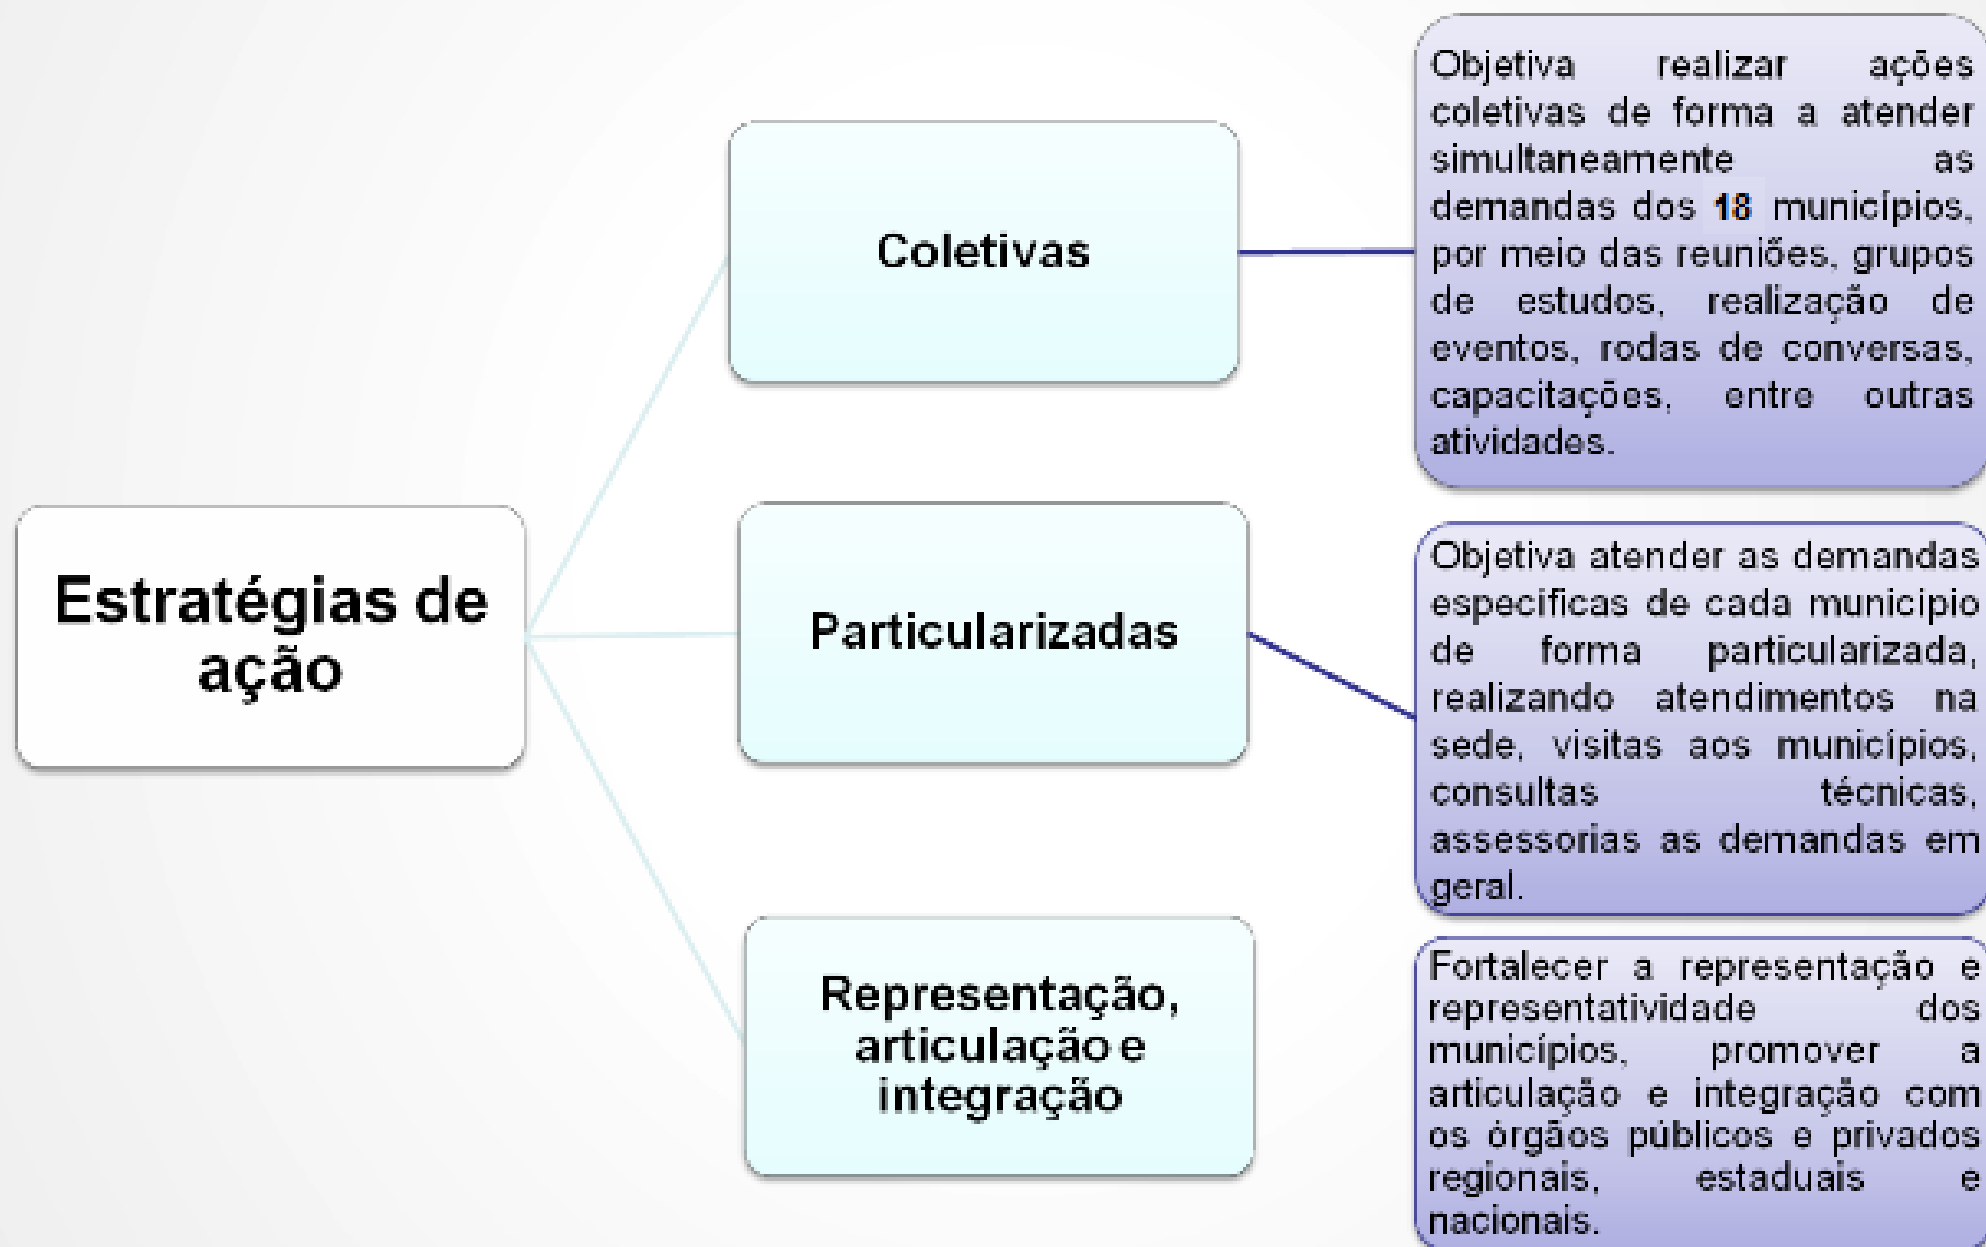 Estratégias de
ação
Coletivas
Objetiva realizar ações
coletivas de forma a atender
simultaneamente as
demandas dos 18 municípios,
por meio das reuniões, grupos
de estudos, realização de
eventos, rodas de conversas,
capacitações, entre outras
atividades.
Particularizadas
Objetiva atender as demandas
específicas de cada município
de forma particularizada,
realizando atendimentos na
sede, visitas aos municípios,
consultas técnicas,
assessorias as demandas em
geral.
Representação,
articulação e
integração
Fortalecer a representação e
representatividade dos
municípios, promover a
articulação e integração com
os órgãos públicos e privados
regionais, estaduais e
nacionais.